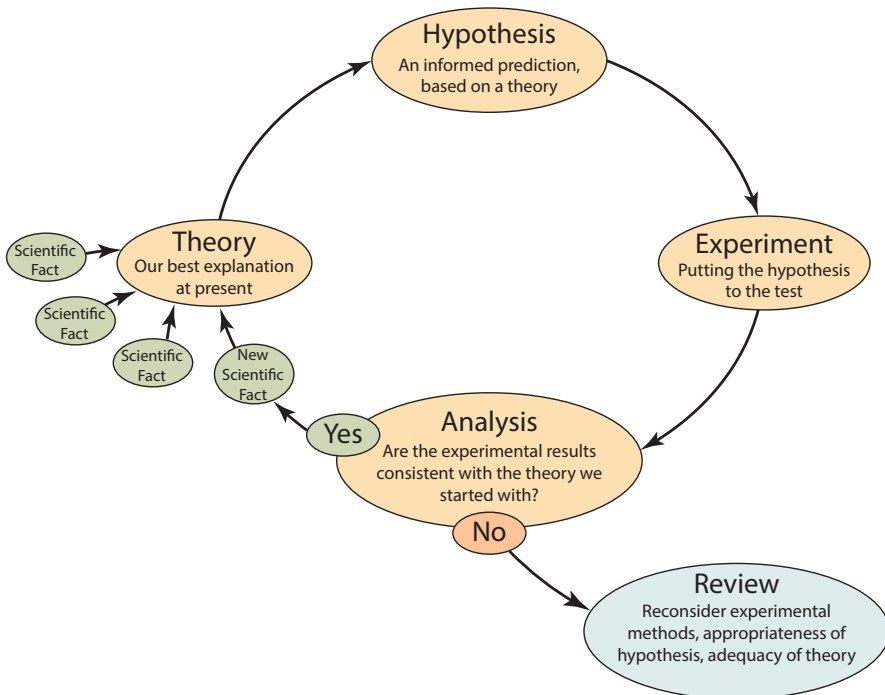 Hypothesis
An informed prediction,
based on a theory
Theory
Our best explanation
at present
Experiment
Putting the hypothesis
to the test
Scientific
Fact
Scientific
Fact
Scientific
Fact
New
Scientific
Fact
Yes
Analysis
Are the experimental results
consistent with the theory we
started with?
No
Review
Reconsider experimental
methods, appropriateness of
hypothesis, adequacy of theory